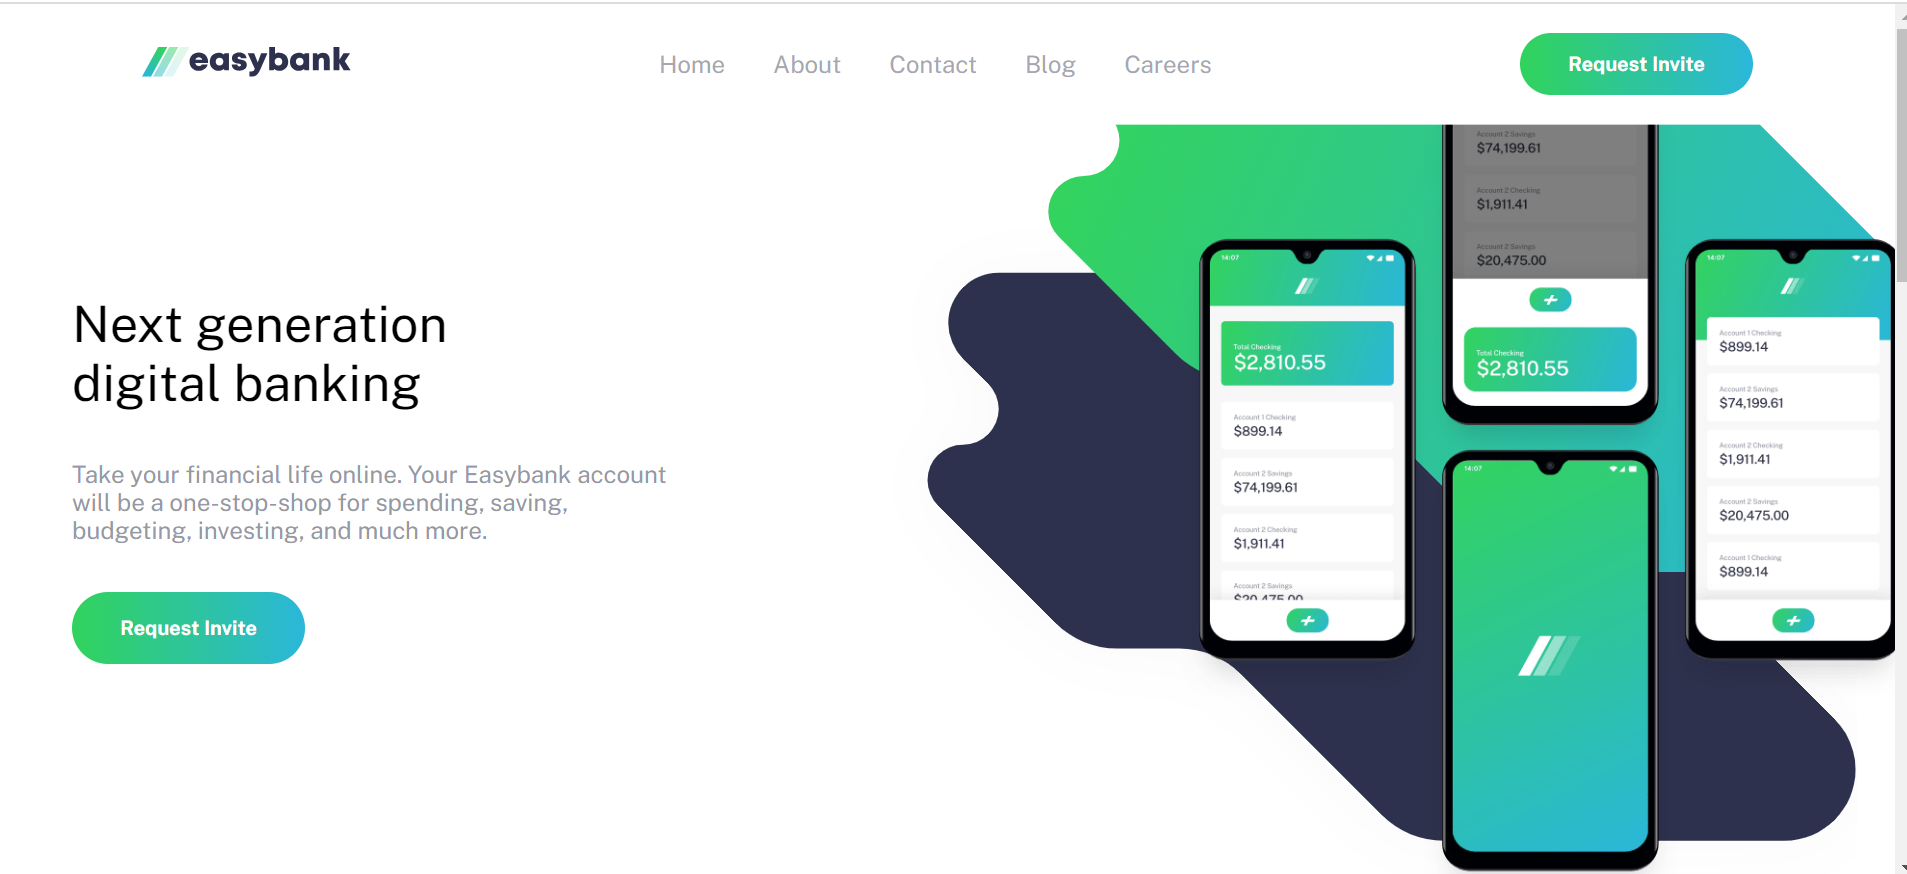 easybank
Home About Contact Blog Careers
Request Invite
Next generation
digital banking
Take your financial life online. Your Easybank account
will be a one-stop-shop for spending, saving,
budgeting, investing, and much more.
Request Invite
14:07
Total Checking
$2,810.55
Account 1 Checking
$899.14
Account 2 Savings
$74,199.61
Account 2 Checking
$1,911.41
Account 2 Savings
$20,475.00
Account 2 Savings
$74,199.61
Account 2 Checking
$1,911.41
Account 2 Savings
$20,475.00
Total Checking
$2,810.55
14:07
14:07
Account 1 Checking
$899.14
Account 2 Savings
$74,199.61
Account 2 Checking
$1,911.41
Account 2 Savings
$20,475.00
Account 1 Checking
$899.14